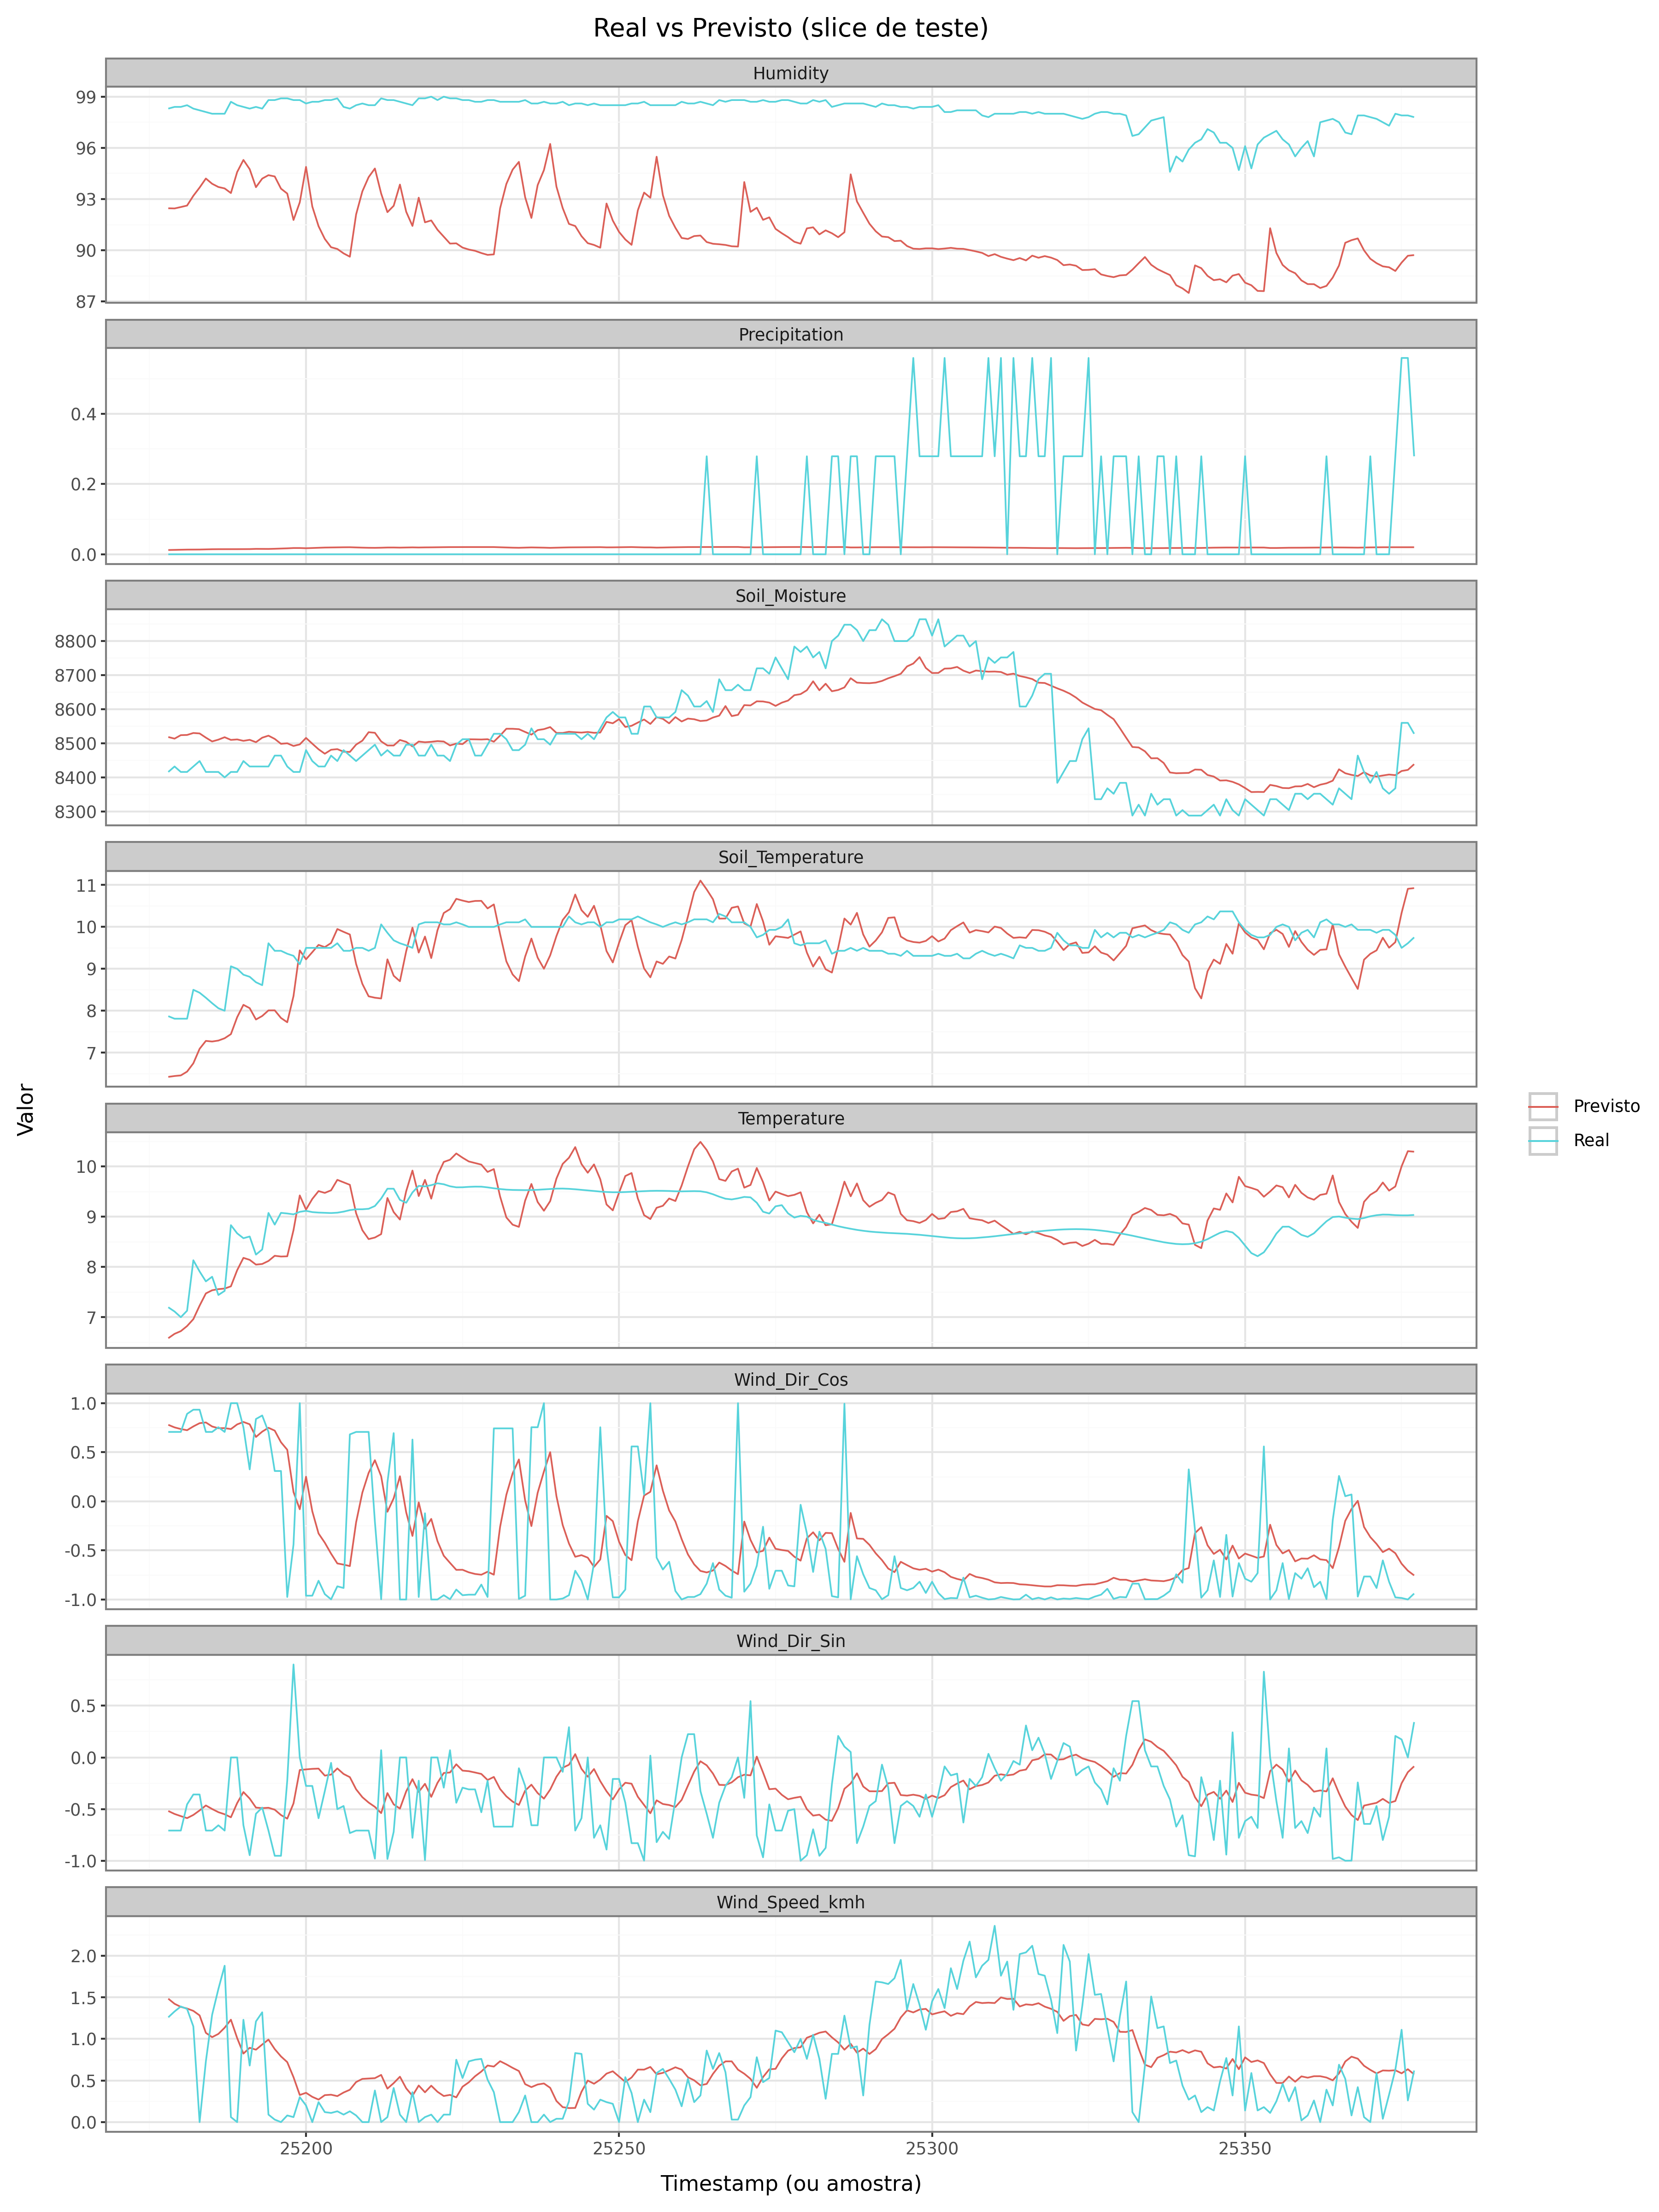 Real vs Previsto (slice de teste)
Humidity
99
96
93
90
87
Precipitation
0.4
0.2
0.0
Soil_Moisture
8800
8700
8600
8500
8400
8300
Soil_Temperature
11
10
9
8
7
Valor
Previsto
Real
Temperature
10
9
8
7
Wind_Dir_Cos
1.0
0.5
0.0
-0.5
-1.0
Wind_Dir_Sin
0.5
0.0
-0.5
-1.0
Wind_Speed_kmh
2.0
1.5
1.0
0.5
0.0
25200 25250 25300 25350
Timestamp (ou amostra)